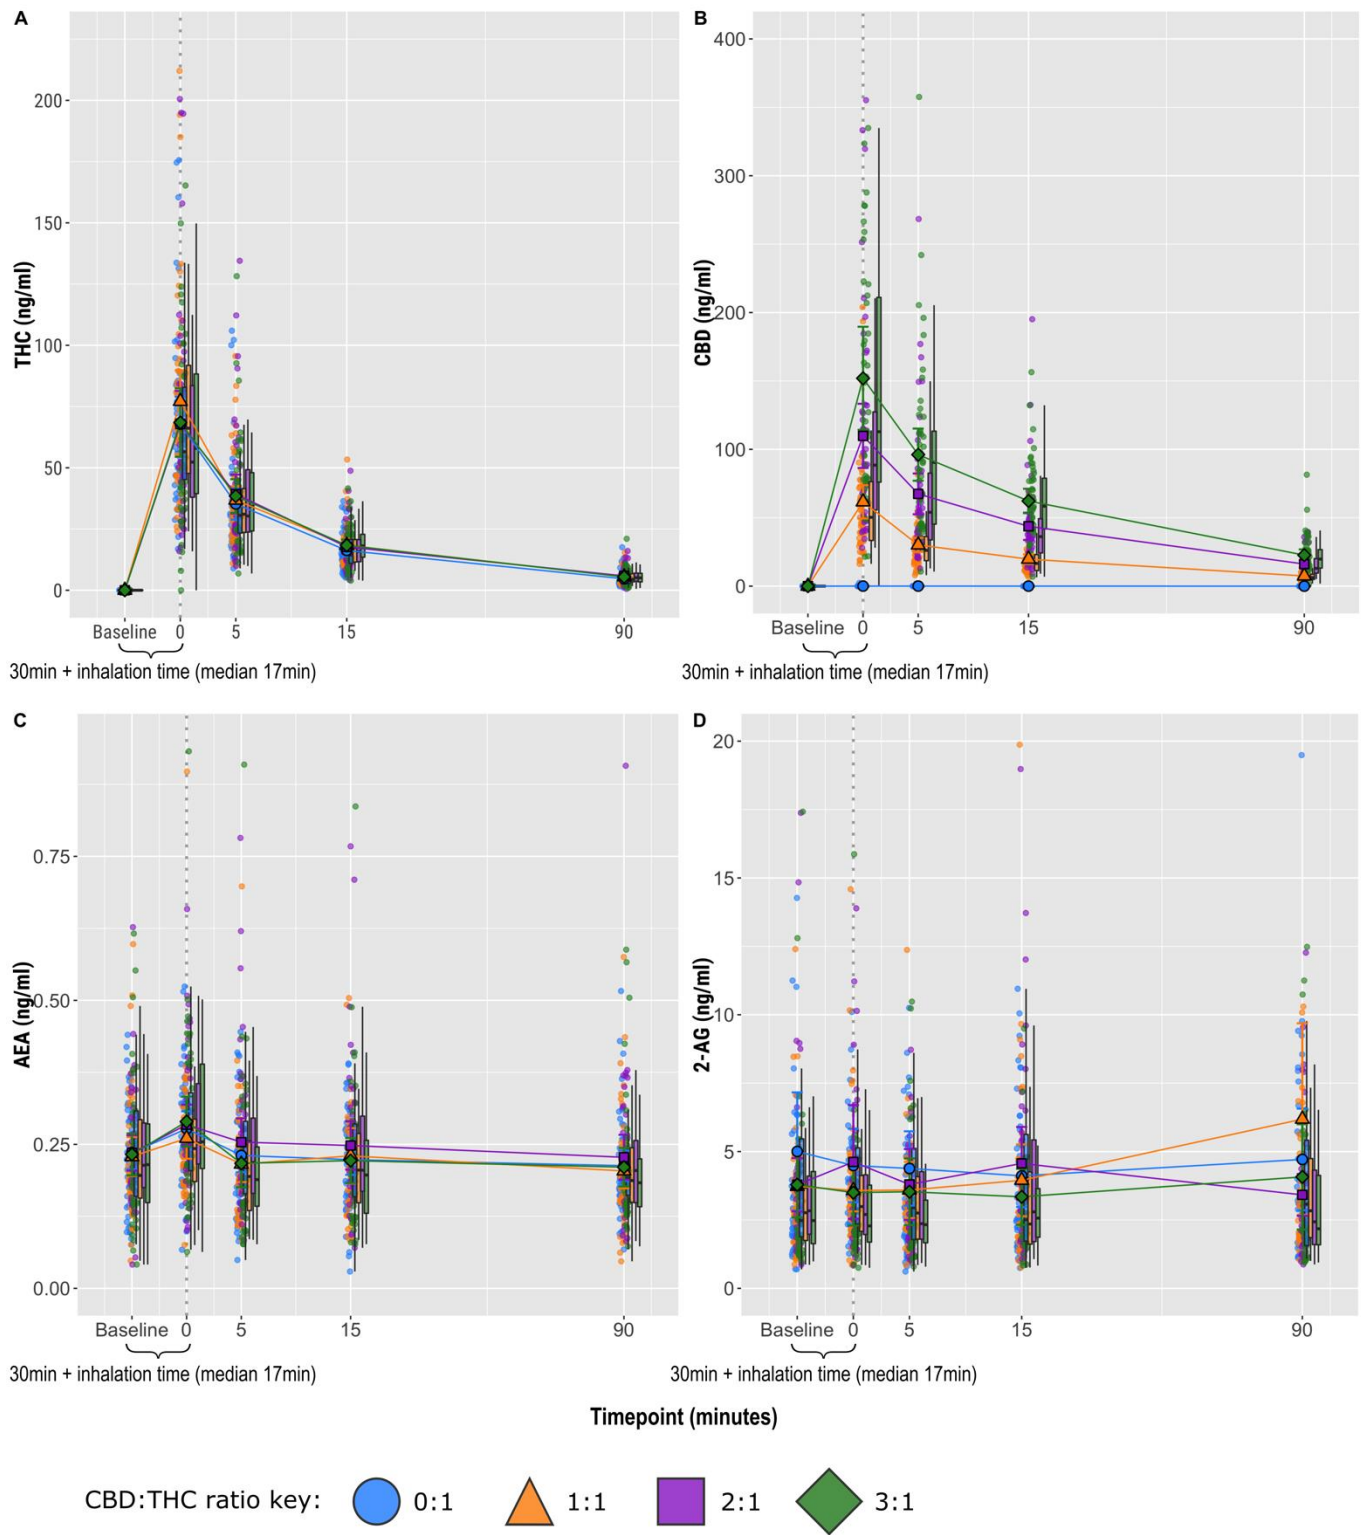 A
THC (ng/ml)
200
150
100
50
0
Baseline 0 5 15 90
30min + inhalation time (median 17min)
B
CBD (ng/ml)
400
300
200
100
0
Baseline 0 5 15 90
30min + inhalation time (median 17min)
C
AEA (ng/ml)
0.75
0.50
0.25
0.00
Baseline 0 5 15 90
30min + inhalation time (median 17min)
D
2-AG (ng/ml)
20
15
10
5
0
Baseline 0 5 15 90
30min + inhalation time (median 17min)
Timepoint (minutes)
CBD:THC ratio key: 0:1 1:1 2:1 3:1